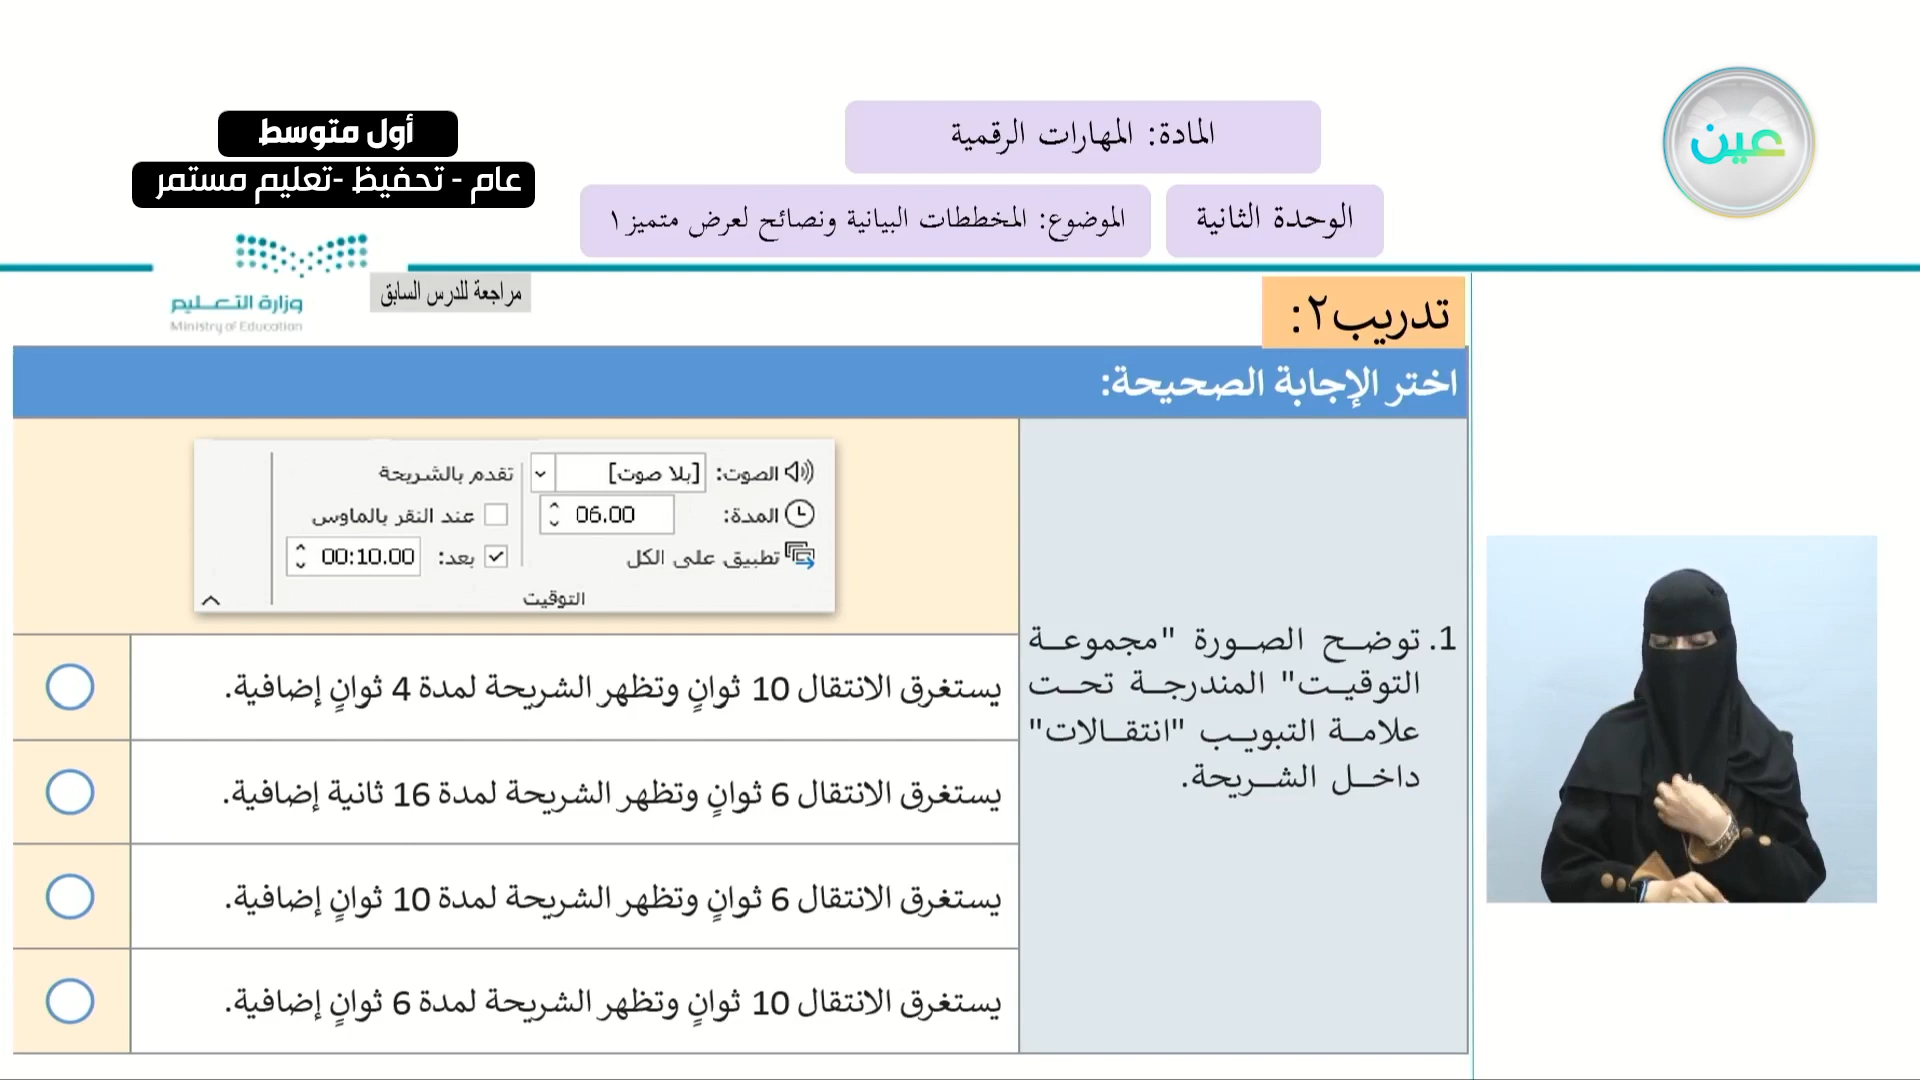 عين
المادة: المهارات الرقمية
أول متوسط
عام - تحفيظ -تعليم مستمر
الوحدة الثانية
الموضوع: المخططات البيانية ونصائح لعرض متميز ١
وزارة التعليم
Ministry of Education
مراجعة للدرس السابق
تدريب٢:
اختر الإجابة الصحيحة:
1. توضح الصورة "مجموعة
التوقيت" المندرجة تحت
علامة التبويب "انتقالات"
داخل الشريحة.
الصوت: [بلا صوت]
المدة: 06.00
تطبيق على الكل
تقدم بالشريحة
عند النقر بالماوس
بعد: 00:10.00
التوقيت
يستغرق الانتقال 10 ثوانٍ وتظهر الشريحة لمدة 4 ثوانٍ إضافية.
يستغرق الانتقال 6 ثوانٍ وتظهر الشريحة لمدة 16 ثانية إضافية.
يستغرق الانتقال 6 ثوانٍ وتظهر الشريحة لمدة 10 ثوانٍ إضافية.
يستغرق الانتقال 10 ثوانٍ وتظهر الشريحة لمدة 6 ثوانٍ إضافية.